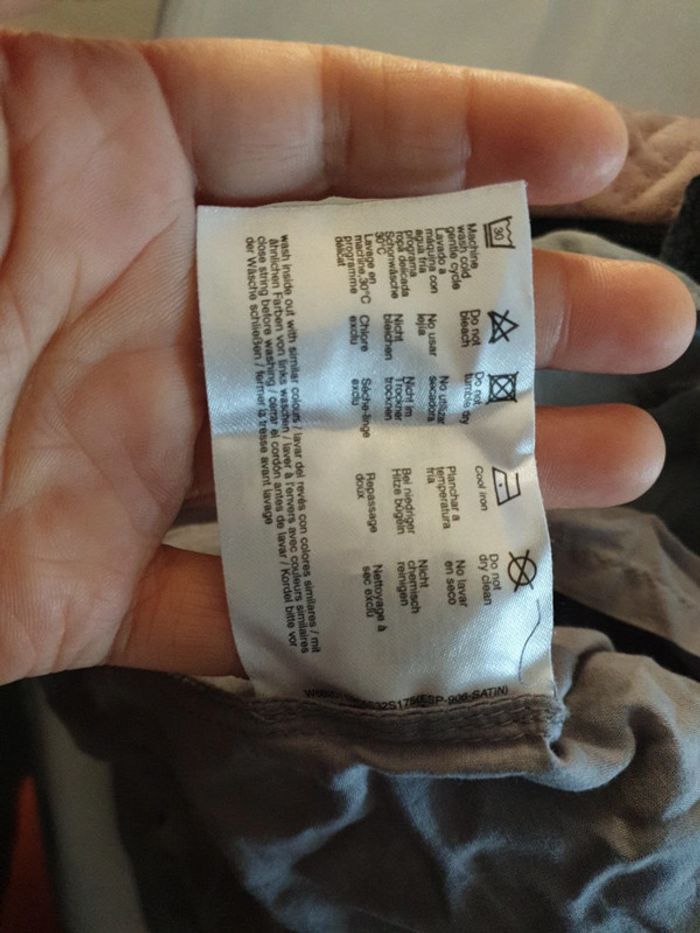 30
Machine
wash cold
gentle cycle
Lavado a
máquina con
agua fría
programa
ropa delicada
Schonwäsche
30°C
Lavage en
machine,30°C
programme
délicat
Do not
bleach
No usar
lejía
Nicht
bleichen
Chlore
exclu
Do not
tumble dry
No utilizar
secadora
Nicht im
Trockner
trocknen
Séche-linge
exclu
Cool iron
Planchar a
temperatura
fría
Bei niedriger
Hitze bügeln
Repassage
doux
Do not
dry clean
No lavar
en seco
Nicht
chemisch
reinigen
Nettoyage à
sec exclu
wash inside out with similar colours / lavar del revés con colores similares / mit
ähnlichen Farben von links waschen / laver à l'envers avec couleurs similaires
close string before washing / cerrar el cordón antes de lavar / Kordel bitte vor
der Wäsche schließen / fermer la tresse avant lavage